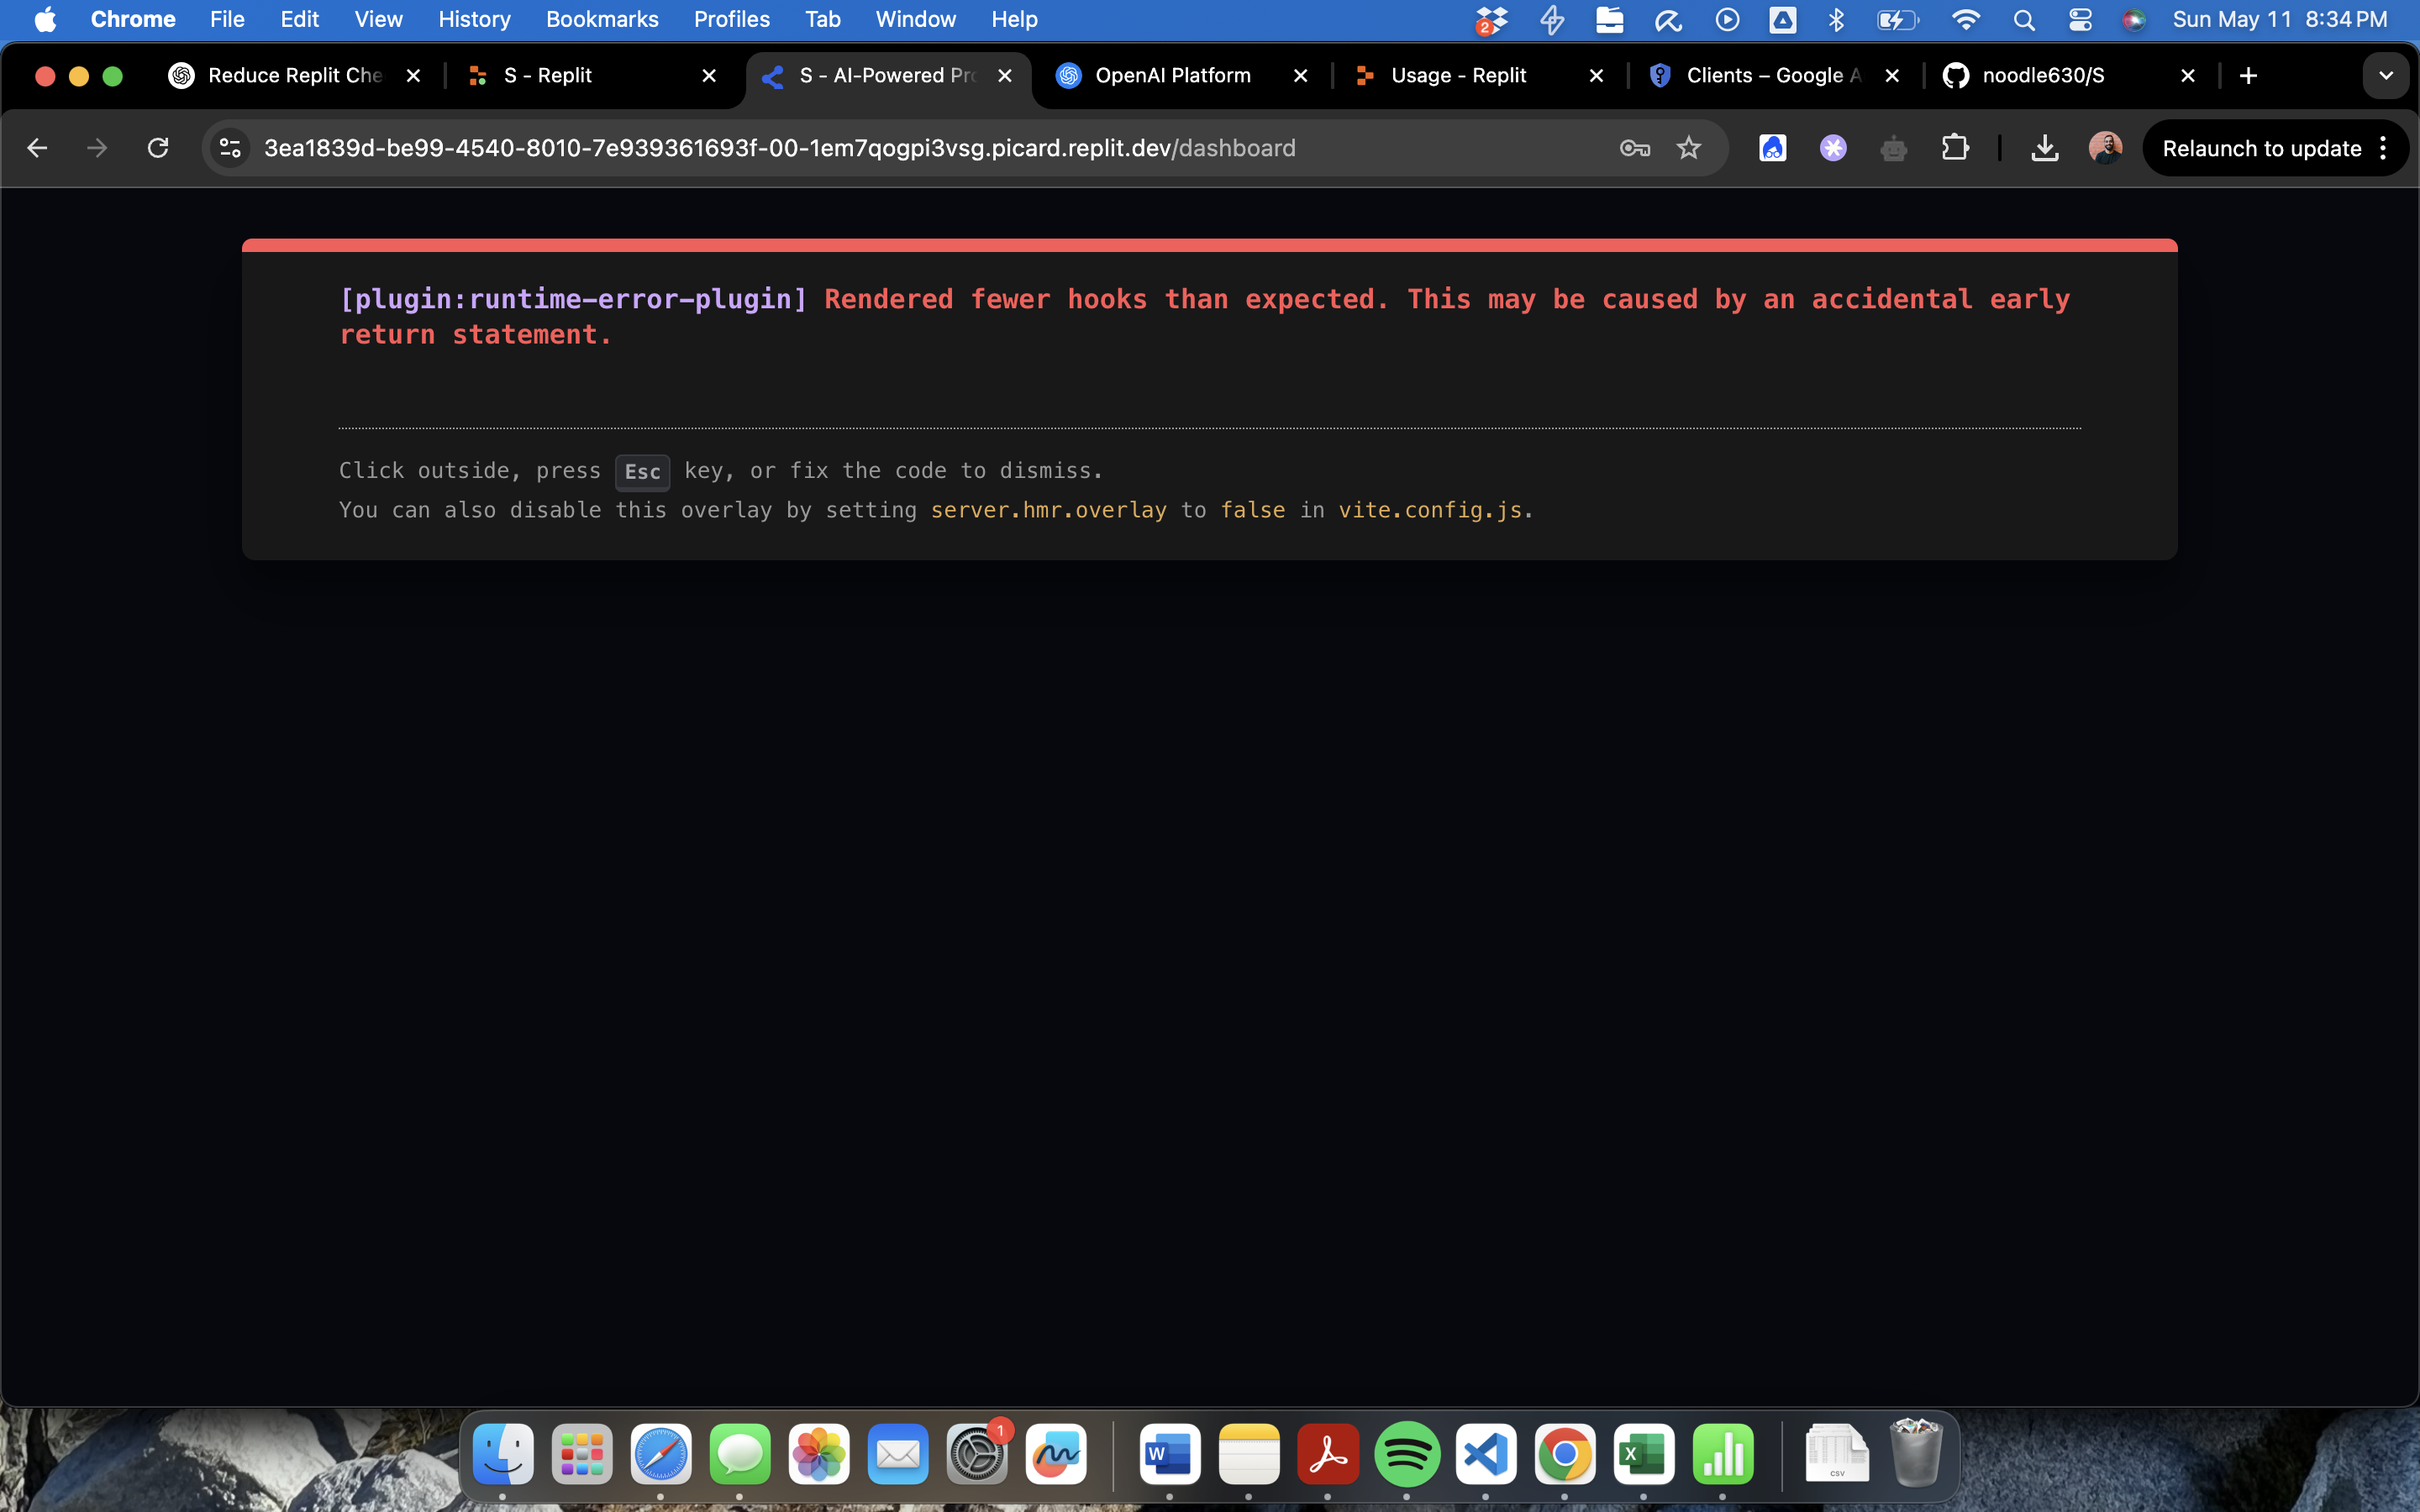 Chrome File Edit View History Bookmarks Profiles Tab Window Help 2 Sun May 11 8:34 PM
Reduce Replit Che S - Replit S - AI-Powered Pro OpenAI Platform Usage - Replit Clients – Google A noodle630/S
3ea1839d-be99-4540-8010-7e939361693f-00-1em7qogpi3vsg.picard.replit.dev/dashboard Relaunch to update
[plugin:runtime-error-plugin] Rendered fewer hooks than expected. This may be caused by an accidental early
return statement.
Click outside, press Esc key, or fix the code to dismiss.
You can also disable this overlay by setting server.hmr.overlay to false in vite.config.js.
1
W X CSV